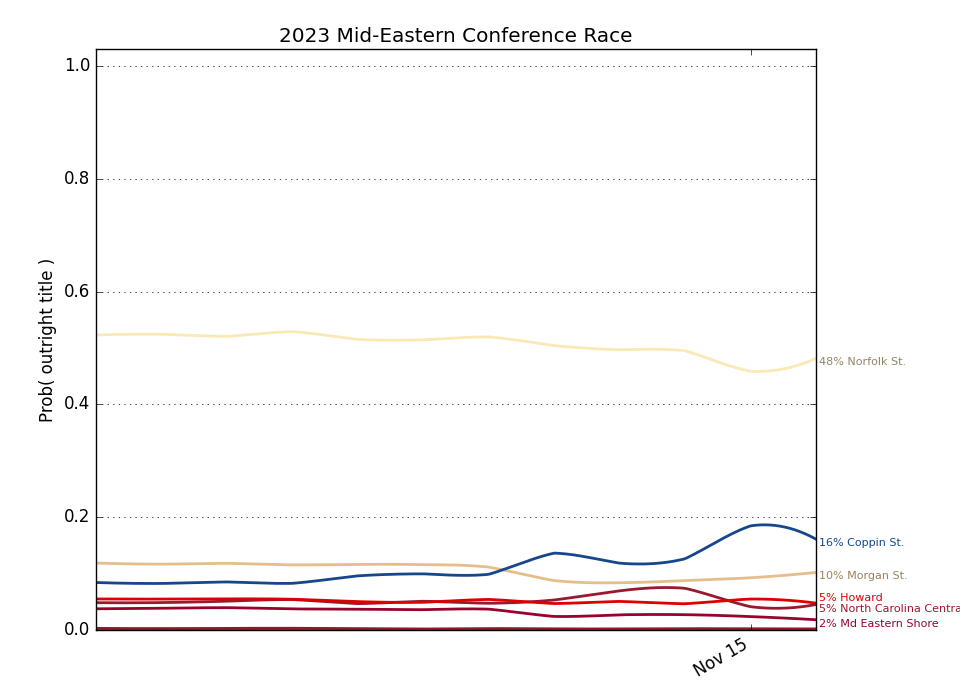 2023 Mid-Eastern Conference Race
1.0
0.8
0.6
0.4
0.2
0.0
Prob( outright title )
48% Norfolk St.
16% Coppin St.
10% Morgan St.
5% Howard
5% North Carolina Centra
2% Md Eastern Shore
Nov 15